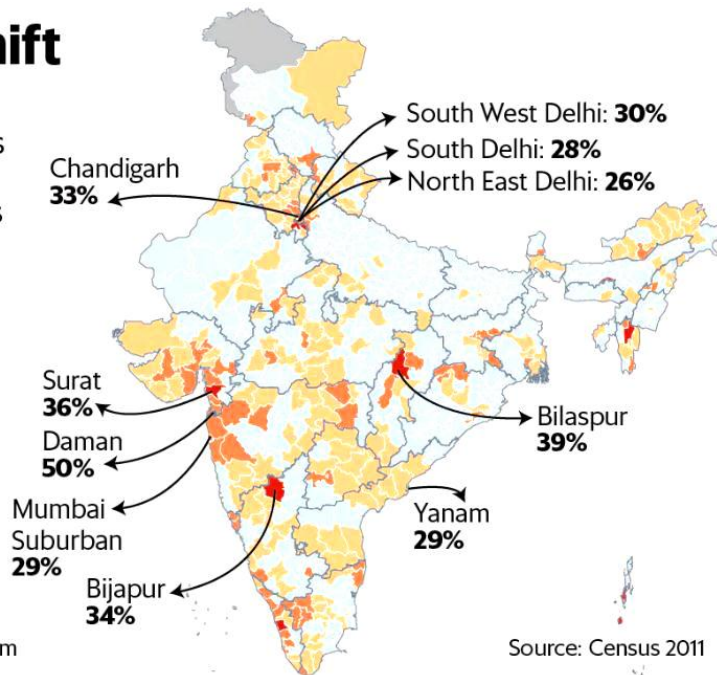 South West Delhi: 30%
South Delhi: 28%
North East Delhi: 26%
Chandigarh
33%
Surat
36%
Daman
50%
Mumbai
Suburban
29%
Bijapur
34%
Bilaspur
39%
Yanam
29%
Source: Census 2011